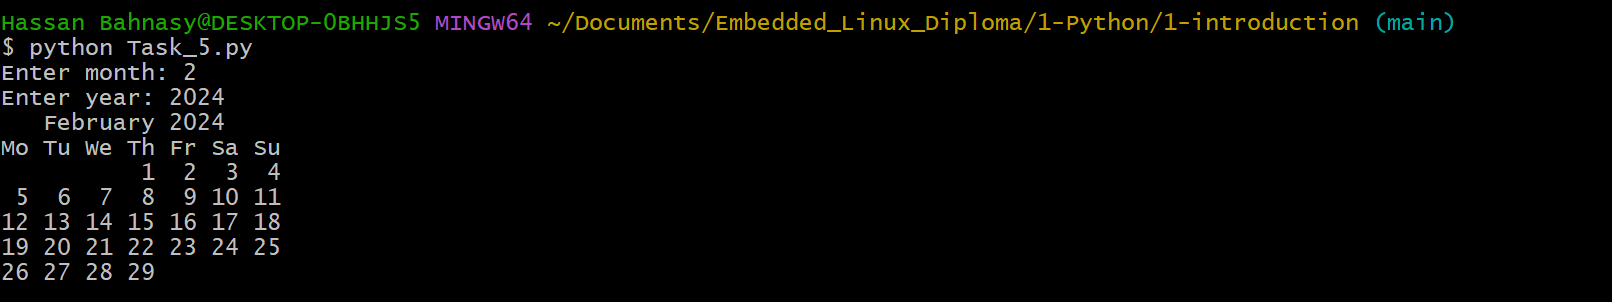 Hassan Bahnasy@DESKTOP-OBHHJS5 MINGW64 ~/Documents/Embedded_Linux_Diploma/1-Python/1-introduction (main)
$ python Task_5.py
Enter month: 2
Enter year: 2024
   February 2024
Mo Tu We Th Fr Sa Su
          1  2  3  4
 5  6  7  8  9 10 11
12 13 14 15 16 17 18
19 20 21 22 23 24 25
26 27 28 29